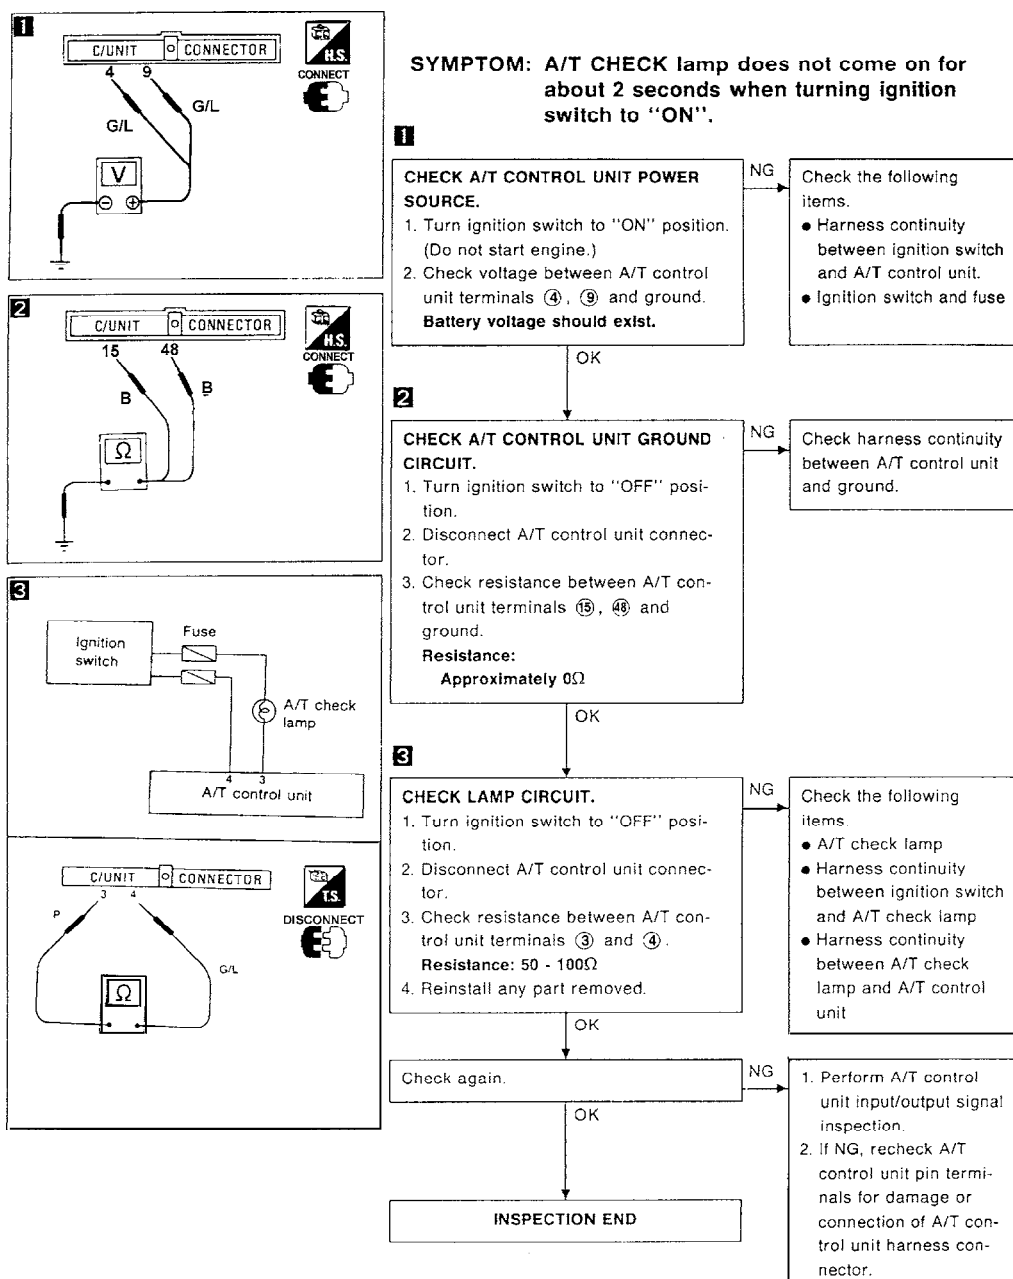 1
C/UNIT CONNECTOR
4 9
G/L
G/L
V
⊖ ⊕
H.S.
CONNECT
2
C/UNIT CONNECTOR
15 48
B B
Ω
H.S.
CONNECT
3
Ignition
switch
Fuse
A/T check
lamp
4 3
A/T control unit
C/UNIT CONNECTOR
3 4
P
G/L
Ω
T.S.
DISCONNECT
SYMPTOM: A/T CHECK lamp does not come on for
about 2 seconds when turning ignition
switch to "ON".
1
CHECK A/T CONTROL UNIT POWER
SOURCE.
1. Turn ignition switch to "ON" position.
(Do not start engine.)
2. Check voltage between A/T control
unit terminals ④, ⑨ and ground.
Battery voltage should exist.
NG
Check the following
items.
● Harness continuity
between ignition switch
and A/T control unit.
● Ignition switch and fuse
OK
2
CHECK A/T CONTROL UNIT GROUND
CIRCUIT.
1. Turn ignition switch to "OFF" posi-
tion.
2. Disconnect A/T control unit connec-
tor.
3. Check resistance between A/T con-
trol unit terminals ⑮, ㊽ and
ground.
Resistance:
Approximately 0Ω
NG
Check harness continuity
between A/T control unit
and ground.
OK
3
CHECK LAMP CIRCUIT.
1. Turn ignition switch to "OFF" posi-
tion.
2. Disconnect A/T control unit connec-
tor.
3. Check resistance between A/T con-
trol unit terminals ③ and ④.
Resistance: 50 - 100Ω
4. Reinstall any part removed.
NG
Check the following
items.
● A/T check lamp
● Harness continuity
between ignition switch
and A/T check lamp
● Harness continuity
between A/T check
lamp and A/T control
unit
OK
Check again.
NG
1. Perform A/T control
unit input/output signal
inspection.
2. If NG, recheck A/T
control unit pin termi-
nals for damage or
connection of A/T con-
trol unit harness con-
nector.
OK
INSPECTION END